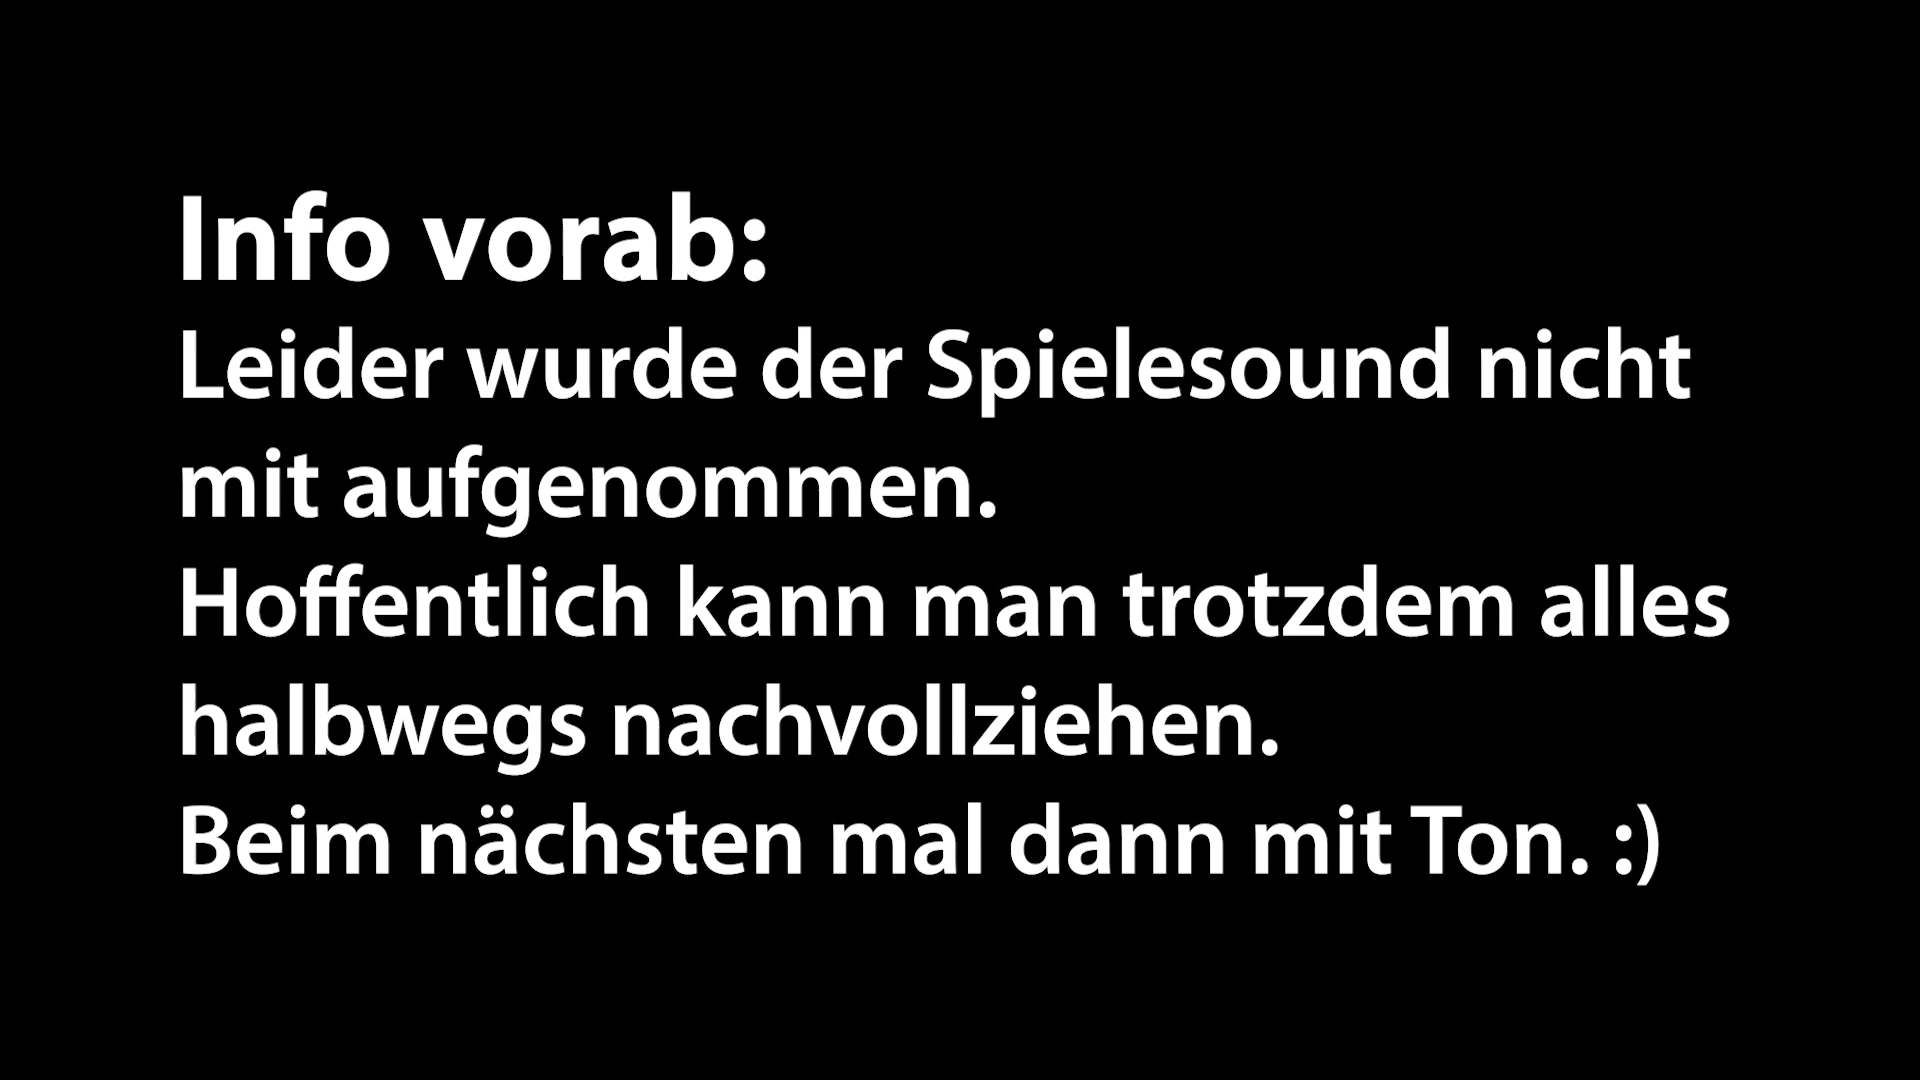 Info vorab:
Leider wurde der Spielesound nicht
mit aufgenommen.
Hoffentlich kann man trotzdem alles
halbwegs nachvollziehen.
Beim nächsten mal dann mit Ton. :)